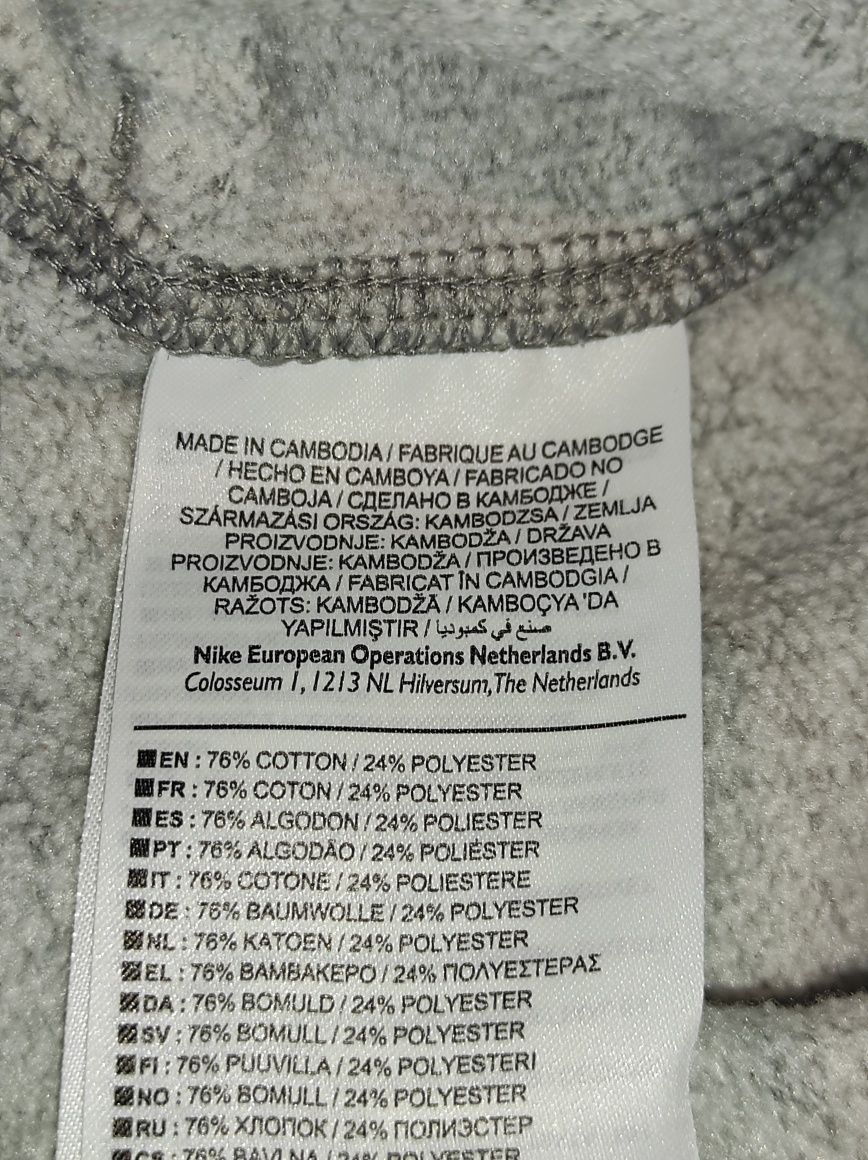 MADE IN CAMBODIA / FABRIQUE AU CAMBODGE
/ HECHO EN CAMBOYA / FABRICADO NO
CAMBOJA / СДЕЛАНО В КАМБОДЖЕ /
SZÁRMAZÁSI ORSZÁG: KAMBODZSA / ZEMLJA
PROIZVODNJE: KAMBODŽA / DRŽAVA
PROIZVODNJE: KAMBODŽA / ПРОИЗВЕДЕНО В
КАМБОДЖА / FABRICAT ÎN CAMBODGIA /
RAŽOTS: KAMBODŽĀ / KAMBOÇYA 'DA
YAPILMIŞTIR / صنع في كمبوديا
Nike European Operations Netherlands B.V.
Colosseum 1, 1213 NL Hilversum, The Netherlands
EN : 76% COTTON / 24% POLYESTER
FR : 76% COTON / 24% POLYESTER
ES : 76% ALGODON / 24% POLIESTER
PT : 76% ALGODÃO / 24% POLIÉSTER
IT : 76% COTONE / 24% POLIESTERE
DE : 76% BAUMWOLLE / 24% POLYESTER
NL : 76% KATOEN / 24% POLYESTER
EL : 76% ΒΑΜΒΑΚΕΡΟ / 24% ΠΟΛΥΕΣΤΕΡΑΣ
DA : 76% BOMULD / 24% POLYESTER
SV : 76% BOMULL / 24% POLYESTER
FI : 76% PUUVILLA / 24% POLYESTERI
NO : 76% BOMULL / 24% POLYESTER
RU : 76% ХЛОПОК / 24% ПОЛИЭСТЕР
CS : 76% BAVLNA / 24% POLYESTER